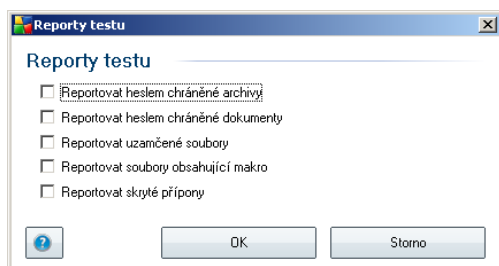 Reporty testu
Reporty testu
Reportovat heslem chráněné archivy
Reportovat heslem chráněné dokumenty
Reportovat uzamčené soubory
Reportovat soubory obsahující makro
Reportovat skryté přípony
?
OK
Storno